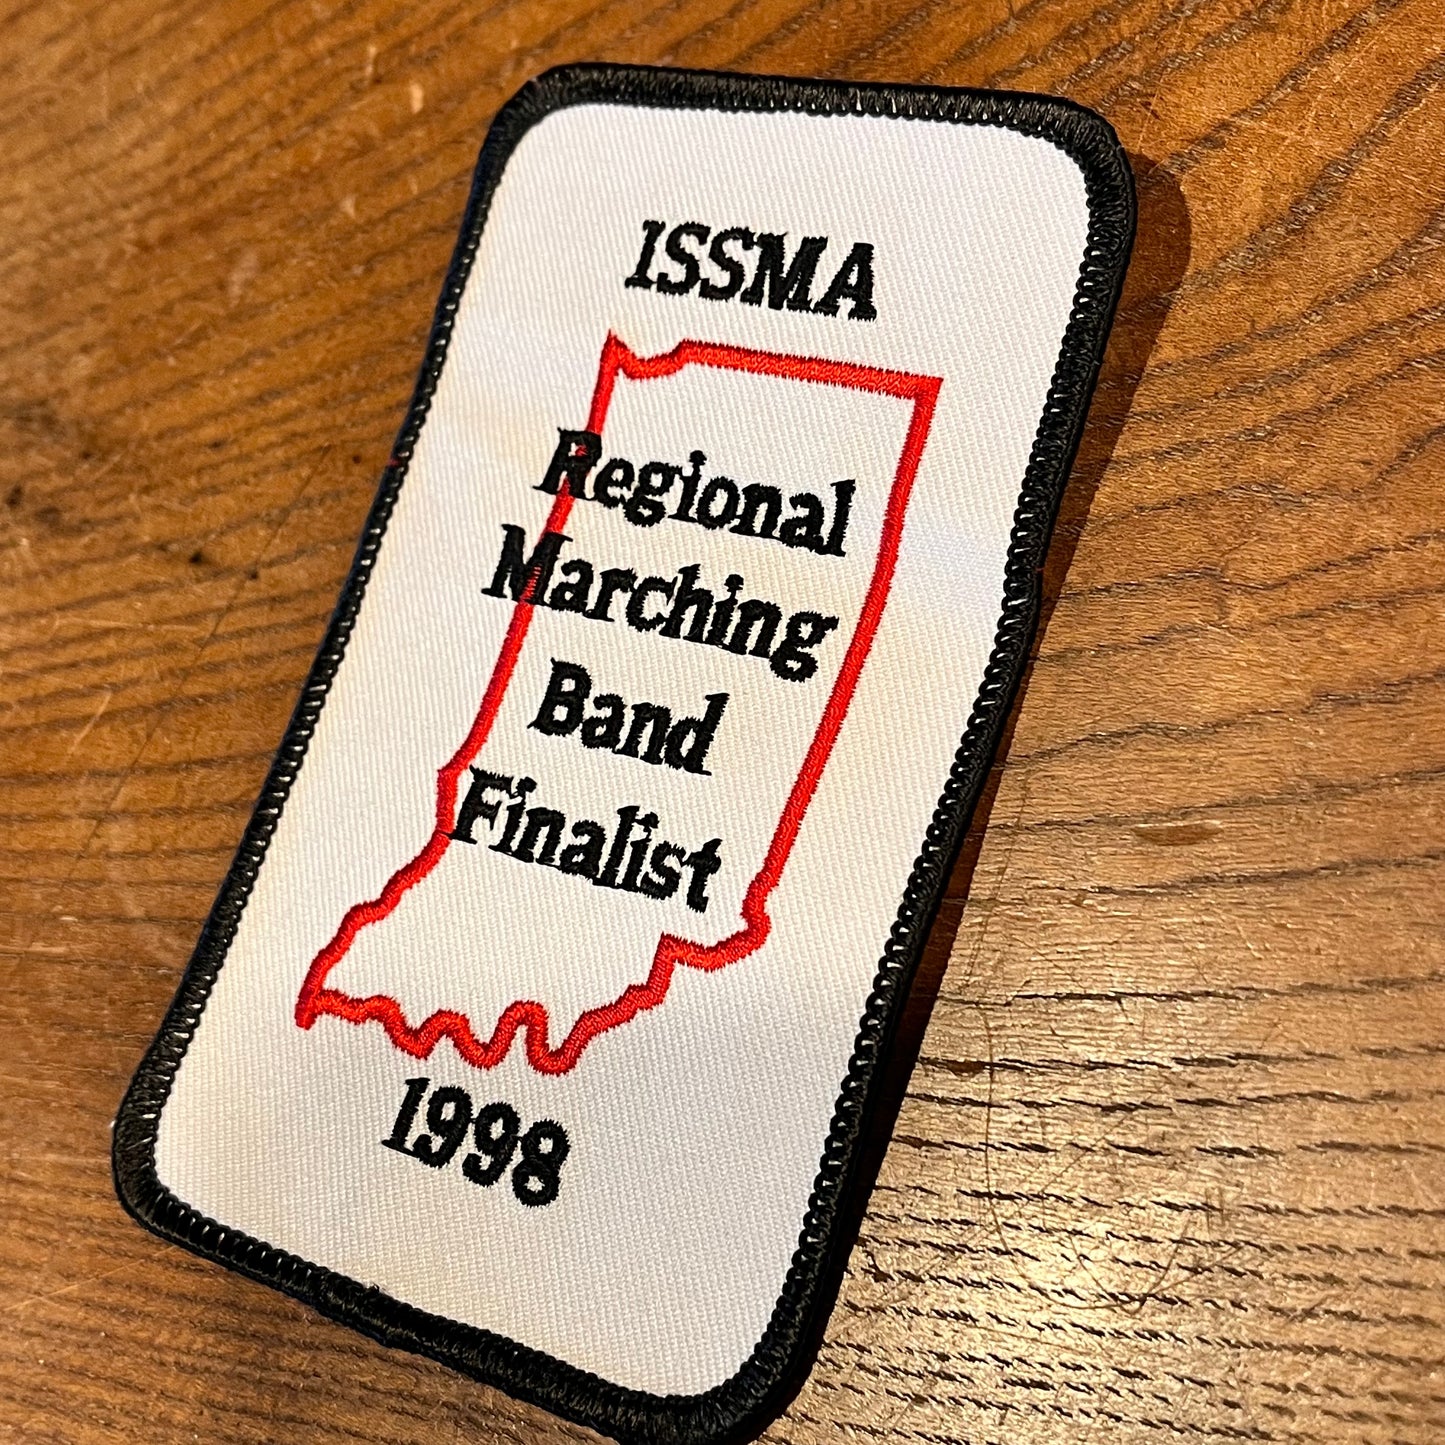 ISSMA
Regional
Marching
Band
Finalist
1998